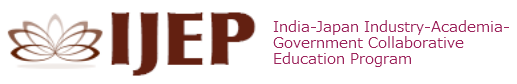 IJEP
India-Japan Industry-Academia-
Government Collaborative
Education Program